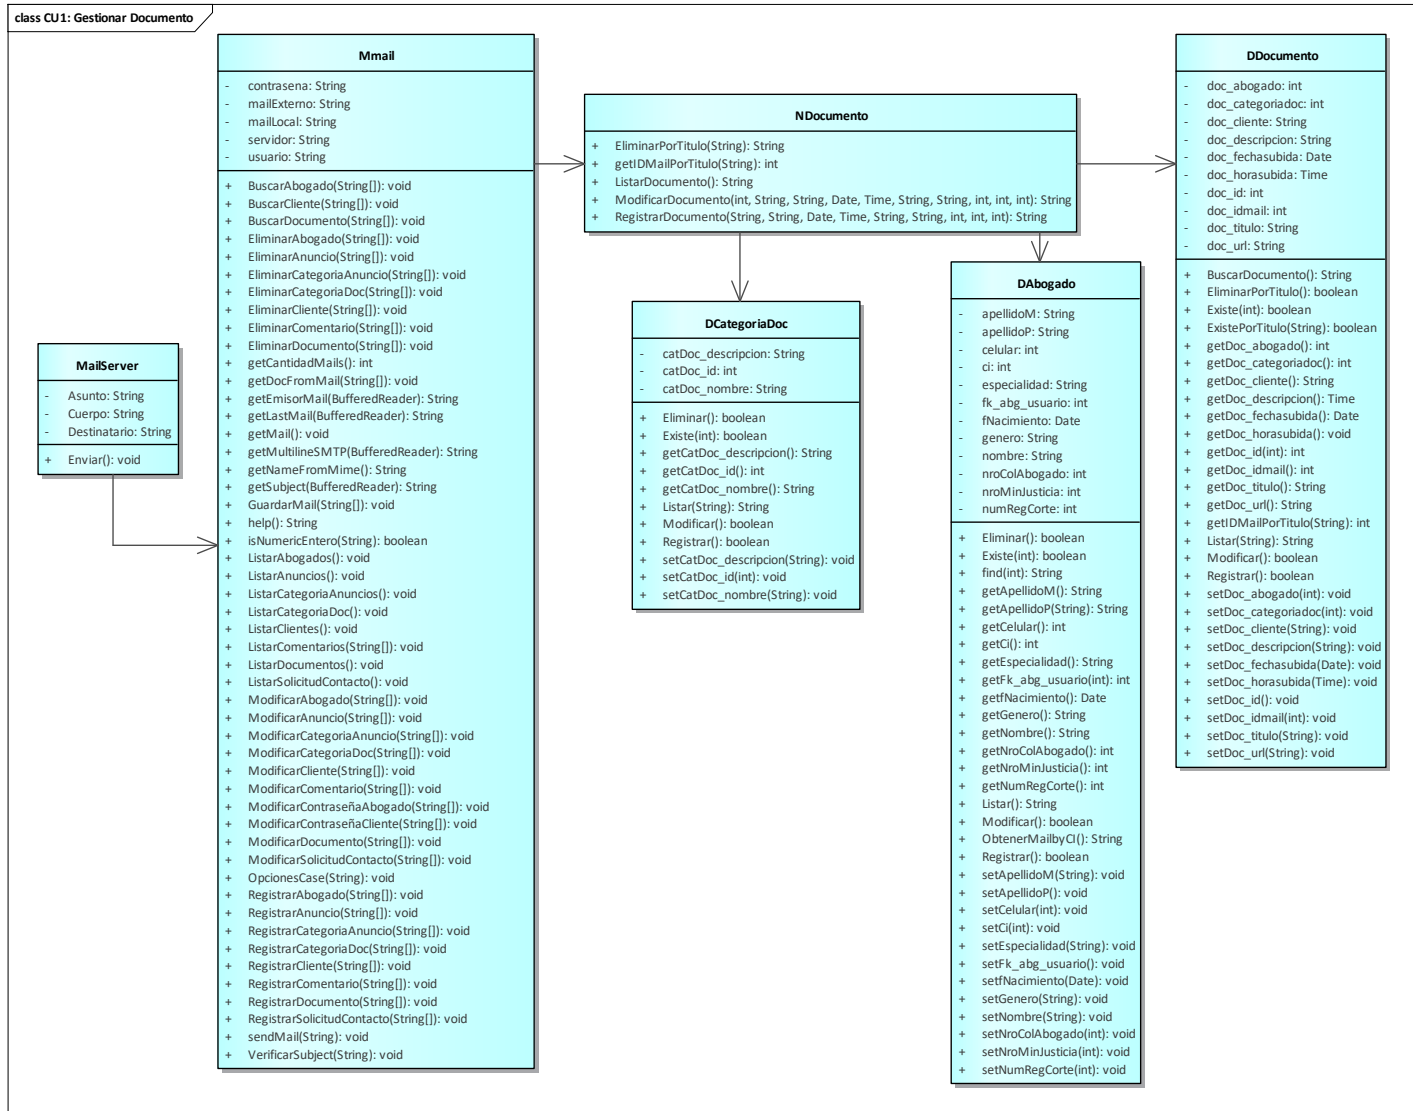 class CU1: Gestionar Documento
MailServer
- Asunto: String
- Cuerpo: String
- Destinatario: String
+ Enviar(): void
Mmail
- contrasena: String
- mailExterno: String
- mailLocal: String
- servidor: String
- usuario: String
+ BuscarAbogado(String[]): void
+ BuscarCliente(String[]): void
+ BuscarDocumento(String[]): void
+ EliminarAbogado(String[]): void
+ EliminarAnuncio(String[]): void
+ EliminarCategoriaAnuncio(String[]): void
+ EliminarCategoriaDoc(String[]): void
+ EliminarCliente(String[]): void
+ EliminarComentario(String[]): void
+ EliminarDocumento(String[]): void
+ getCantidadMails(): int
+ getDocFromMail(String[]): void
+ getEmisorMail(BufferedReader): String
+ getLastMail(BufferedReader): String
+ getMail(): void
+ getMultilineSMTP(BufferedReader): String
+ getNameFromMime(): String
+ getSubject(BufferedReader): String
+ GuardarMail(String[]): void
+ help(): String
+ isNumericEntero(String): boolean
+ ListarAbogados(): void
+ ListarAnuncios(): void
+ ListarCategoriaAnuncios(): void
+ ListarCategoriaDoc(): void
+ ListarClientes(): void
+ ListarComentarios(String[]): void
+ ListarDocumentos(): void
+ ListarSolicitudContacto(): void
+ ModificarAbogado(String[]): void
+ ModificarAnuncio(String[]): void
+ ModificarCategoriaAnuncio(String[]): void
+ ModificarCategoriaDoc(String[]): void
+ ModificarCliente(String[]): void
+ ModificarComentario(String[]): void
+ ModificarContraseñaAbogado(String[]): void
+ ModificarContraseñaCliente(String[]): void
+ ModificarDocumento(String[]): void
+ ModificarSolicitudContacto(String[]): void
+ OpcionesCase(String): void
+ RegistrarAbogado(String[]): void
+ RegistrarAnuncio(String[]): void
+ RegistrarCategoriaAnuncio(String[]): void
+ RegistrarCategoriaDoc(String[]): void
+ RegistrarCliente(String[]): void
+ RegistrarComentario(String[]): void
+ RegistrarDocumento(String[]): void
+ RegistrarSolicitudContacto(String[]): void
+ sendMail(String): void
+ VerificarSubject(String): void
NDocumento
+ EliminarPorTitulo(String): String
+ getIDMailPorTitulo(String): int
+ ListarDocumento(): String
+ ModificarDocumento(int, String, String, Date, Time, String, String, int, int, int): String
+ RegistrarDocumento(String, String, Date, Time, String, String, int, int, int): String
DCategoriaDoc
- catDoc_descripcion: String
- catDoc_id: int
- catDoc_nombre: String
+ Eliminar(): boolean
+ Existe(int): boolean
+ getCatDoc_descripcion(): String
+ getCatDoc_id(): int
+ getCatDoc_nombre(): String
+ Listar(String): String
+ Modificar(): boolean
+ Registrar(): boolean
+ setCatDoc_descripcion(String): void
+ setCatDoc_id(int): void
+ setCatDoc_nombre(String): void
DAbogado
- apellidoM: String
- apellidoP: String
- celular: int
- ci: int
- especialidad: String
- fk_abg_usuario: int
- fNacimiento: Date
- genero: String
- nombre: String
- nroColAbogado: int
- nroMinJusticia: int
- numRegCorte: int
+ Eliminar(): boolean
+ Existe(int): boolean
+ find(int): String
+ getApellidoM(): String
+ getApellidoP(String): String
+ getCelular(): int
+ getCi(): int
+ getEspecialidad(): String
+ getFk_abg_usuario(int): int
+ getfNacimiento(): Date
+ getGenero(): String
+ getNombre(): String
+ getNroColAbogado(): int
+ getNroMinJusticia(): int
+ getNumRegCorte(): int
+ Listar(): String
+ Modificar(): boolean
+ ObtenerMailbyCI(): String
+ Registrar(): boolean
+ setApellidoM(String): void
+ setApellidoP(): void
+ setCelular(int): void
+ setCi(int): void
+ setEspecialidad(String): void
+ setFk_abg_usuario(): void
+ setfNacimiento(Date): void
+ setGenero(String): void
+ setNombre(String): void
+ setNroColAbogado(int): void
+ setNroMinJusticia(int): void
+ setNumRegCorte(int): void
DDocumento
- doc_abogado: int
- doc_categoriadoc: int
- doc_cliente: String
- doc_descripcion: String
- doc_fechasubida: Date
- doc_horasubida: Time
- doc_id: int
- doc_idmail: int
- doc_titulo: String
- doc_url: String
+ BuscarDocumento(): String
+ EliminarPorTitulo(): boolean
+ Existe(int): boolean
+ ExistePorTitulo(String): boolean
+ getDoc_abogado(): int
+ getDoc_categoriadoc(): int
+ getDoc_cliente(): String
+ getDoc_descripcion(): Time
+ getDoc_fechasubida(): Date
+ getDoc_horasubida(): void
+ getDoc_id(int): int
+ getDoc_idmail(): int
+ getDoc_titulo(): String
+ getDoc_url(): String
+ getIDMailPorTitulo(String): int
+ Listar(String): String
+ Modificar(): boolean
+ Registrar(): boolean
+ setDoc_abogado(int): void
+ setDoc_categoriadoc(int): void
+ setDoc_cliente(String): void
+ setDoc_descripcion(String): void
+ setDoc_fechasubida(Date): void
+ setDoc_horasubida(Time): void
+ setDoc_id(): void
+ setDoc_idmail(int): void
+ setDoc_titulo(String): void
+ setDoc_url(String): void